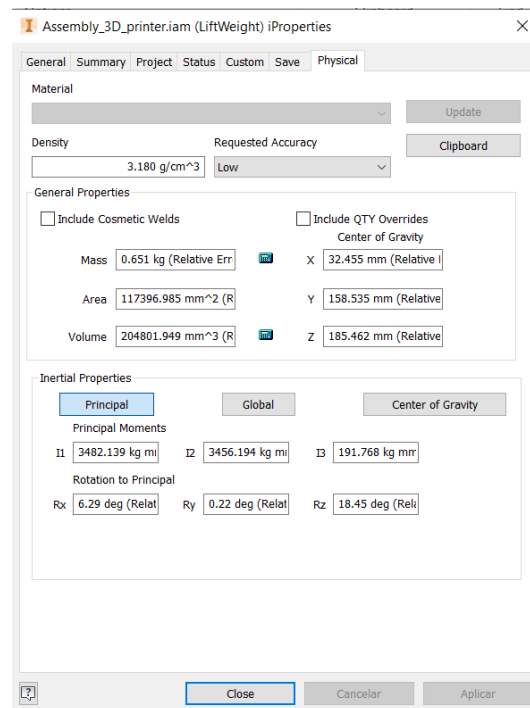 Assembly_3D_printer.iam (LiftWeight) iProperties
General Summary Project Status Custom Save Physical
Material
Update
Density Requested Accuracy Clipboard
3.180 g/cm^3 Low
General Properties
Include Cosmetic Welds Include QTY Overrides
Center of Gravity
Mass 0.651 kg (Relative Err X 32.455 mm (Relative
Area 117396.985 mm^2 (R Y 158.535 mm (Relative
Volume 204801.949 mm^3 (R Z 185.462 mm (Relative
Inertial Properties
Principal Global Center of Gravity
Principal Moments
I1 3482.139 kg I2 3456.194 kg I3 191.768 kg mm
Rotation to Principal
Rx 6.29 deg (Relat Ry 0.22 deg (Relat Rz 18.45 deg (Rela
? Close Cancelar Aplicar